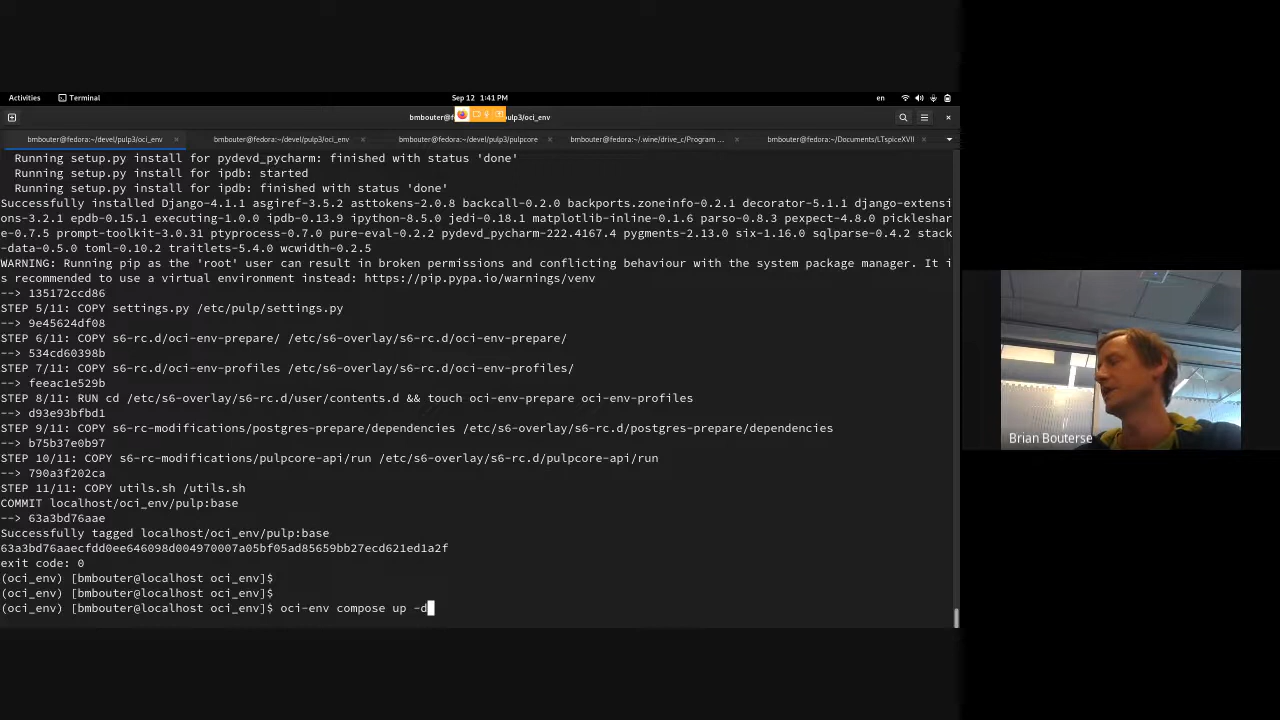 Activities
Terminal
Sep 12 1:41 PM
en
bmbouter@f
p3/oci_env
bmbouter@fedora:~/devel/pulp3/oci_env
bmbouter@fedora:~/devel/pulp3/oci_env
bmbouter@fedora:~/devel/pulp3/pulpcore
bmbouter@fedora:~/.wine/drive_c/Program ...
bmbouter@fedora:~/Documents/LTspiceXVII
Running setup.py install for pydevd_pycharm: finished with status 'done'
Running setup.py install for ipdb: started
Running setup.py install for ipdb: finished with status 'done'
Successfully installed Django-4.1.1 asgiref-3.5.2 asttokens-2.0.8 backcall-0.2.0 backports.zoneinfo-0.2.1 decorator-5.1.1 django-extensi
ons-3.2.1 epdb-0.15.1 executing-1.0.0 ipdb-0.13.9 ipython-8.5.0 jedi-0.18.1 matplotlib-inline-0.1.6 parso-0.8.3 pexpect-4.8.0 pickleshar
e-0.7.5 prompt-toolkit-3.0.31 ptyprocess-0.7.0 pure-eval-0.2.2 pydevd_pycharm-222.4167.4 pygments-2.13.0 six-1.16.0 sqlparse-0.4.2 stack
-data-0.5.0 toml-0.10.2 traitlets-5.4.0 wcwidth-0.2.5
WARNING: Running pip as the 'root' user can result in broken permissions and conflicting behaviour with the system package manager. It i
s recommended to use a virtual environment instead: https://pip.pypa.io/warnings/venv
--> 135172ccd86
STEP 5/11: COPY settings.py /etc/pulp/settings.py
--> 9e45624df08
STEP 6/11: COPY s6-rc.d/oci-env-prepare/ /etc/s6-overlay/s6-rc.d/oci-env-prepare/
--> 534cd60398b
STEP 7/11: COPY s6-rc.d/oci-env-profiles /etc/s6-overlay/s6-rc.d/oci-env-profiles/
--> feeac1e529b
STEP 8/11: RUN cd /etc/s6-overlay/s6-rc.d/user/contents.d && touch oci-env-prepare oci-env-profiles
--> d93e93bfbd1
STEP 9/11: COPY s6-rc-modifications/postgres-prepare/dependencies /etc/s6-overlay/s6-rc.d/postgres-prepare/dependencies
--> b75b37e0b97
STEP 10/11: COPY s6-rc-modifications/pulpcore-api/run /etc/s6-overlay/s6-rc.d/pulpcore-api/run
--> 790a3f202ca
STEP 11/11: COPY utils.sh /utils.sh
COMMIT localhost/oci_env/pulp:base
--> 63a3bd76aae
Successfully tagged localhost/oci_env/pulp:base
63a3bd76aaecfdd0ee646098d004970007a05bf05ad85659bb27ecd621ed1a2f
exit code: 0
(oci_env) [bmbouter@localhost oci_env]$
(oci_env) [bmbouter@localhost oci_env]$
(oci_env) [bmbouter@localhost oci_env]$ oci-env compose up -d
Brian Bouterse